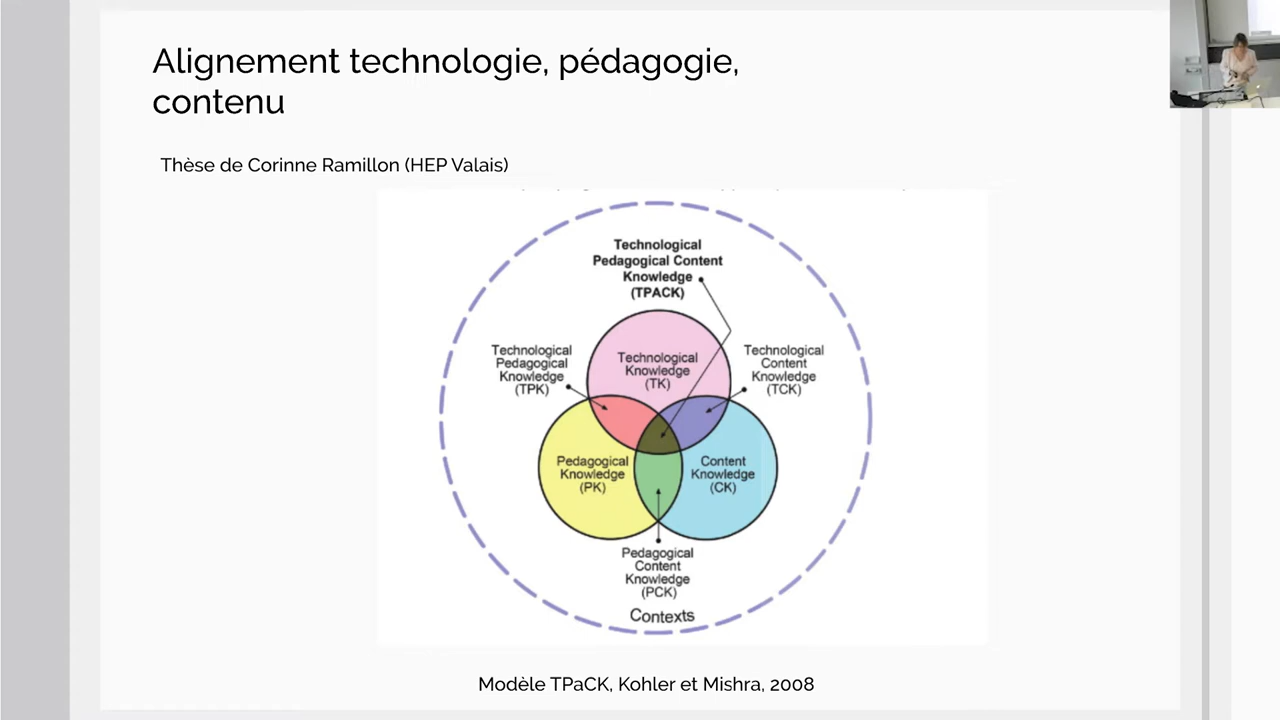 Alignement technologie, pédagogie,
contenu
Thèse de Corinne Ramillon (HEP Valais)
Technological
Pedagogical Content
Knowledge
(TPACK)
Technological
Pedagogical
Knowledge
(TPK)
Technological
Knowledge
(TK)
Technological
Content
Knowledge
(TCK)
Pedagogical
Knowledge
(PK)
Content
Knowledge
(CK)
Pedagogical
Content
Knowledge
(PCK)
Contexts
Modèle TPaCK, Kohler et Mishra, 2008